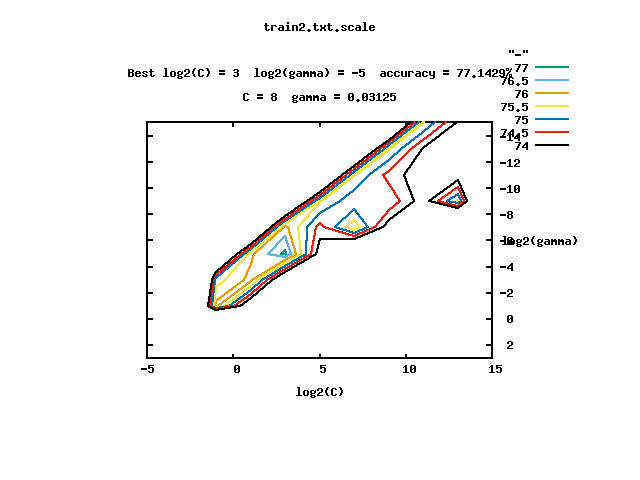 train2.txt.scale
"-"
Best log2(C) = 3  log2(gamma) = -5  accuracy = 77.1429%
77
76.5
C = 8  gamma = 0.03125
76
75.5
75
74.5
74
-14
-12
-10
-8
-6
log2(gamma)
-4
-2
0
2
-5 0 5 10 15
log2(C)